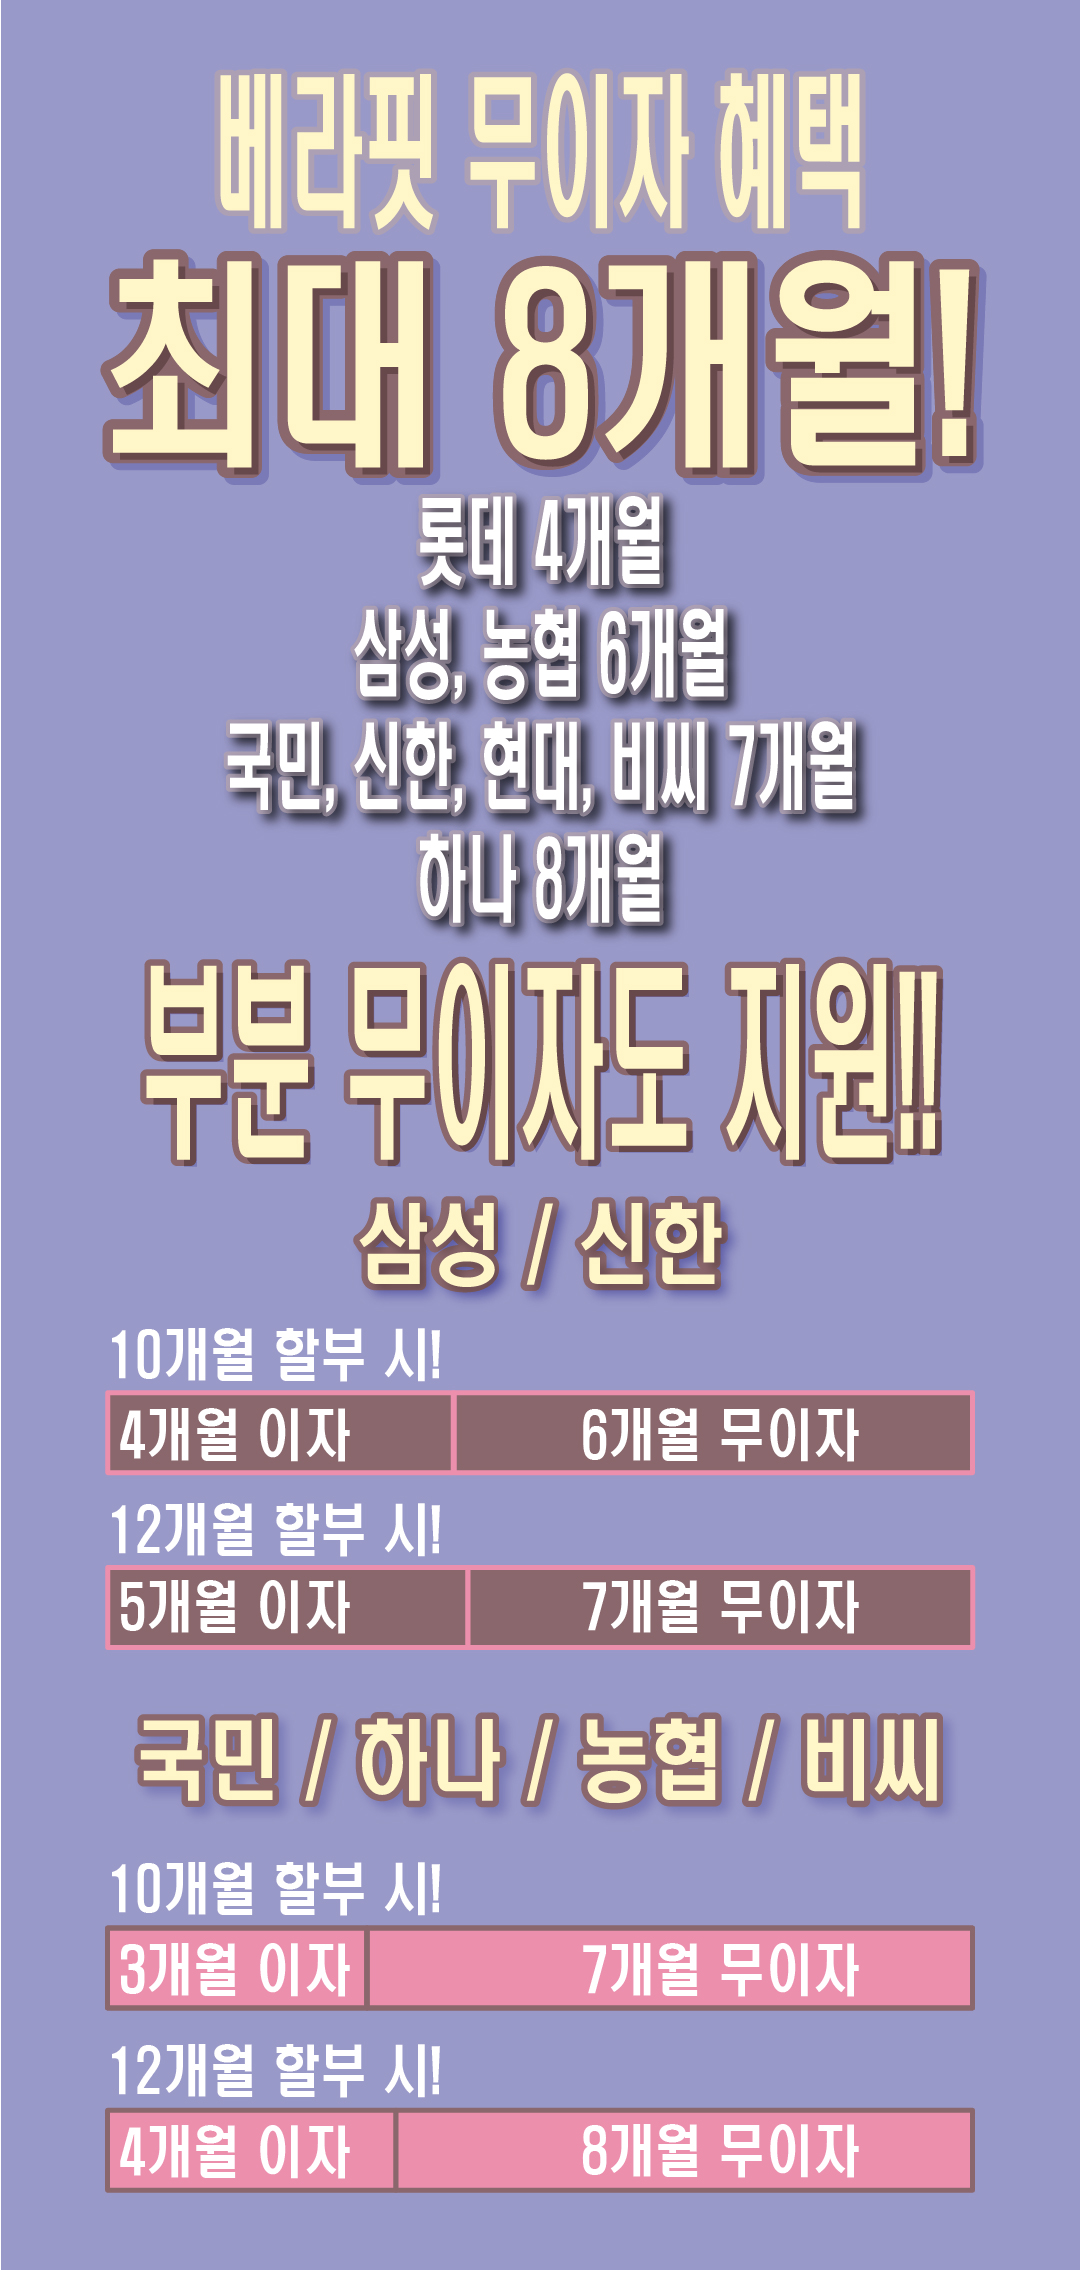 베라핏 무이자 혜택
최대 8개월!
롯데 4개월
삼성, 농협 6개월
국민, 신한, 현대, 비씨 7개월
하나 8개월
부분 무이자도 지원!!
삼성 / 신한
10개월 할부 시!
4개월 이자 6개월 무이자
12개월 할부 시!
5개월 이자 7개월 무이자
국민 / 하나 / 농협 / 비씨
10개월 할부 시!
3개월 이자 7개월 무이자
12개월 할부 시!
4개월 이자 8개월 무이자